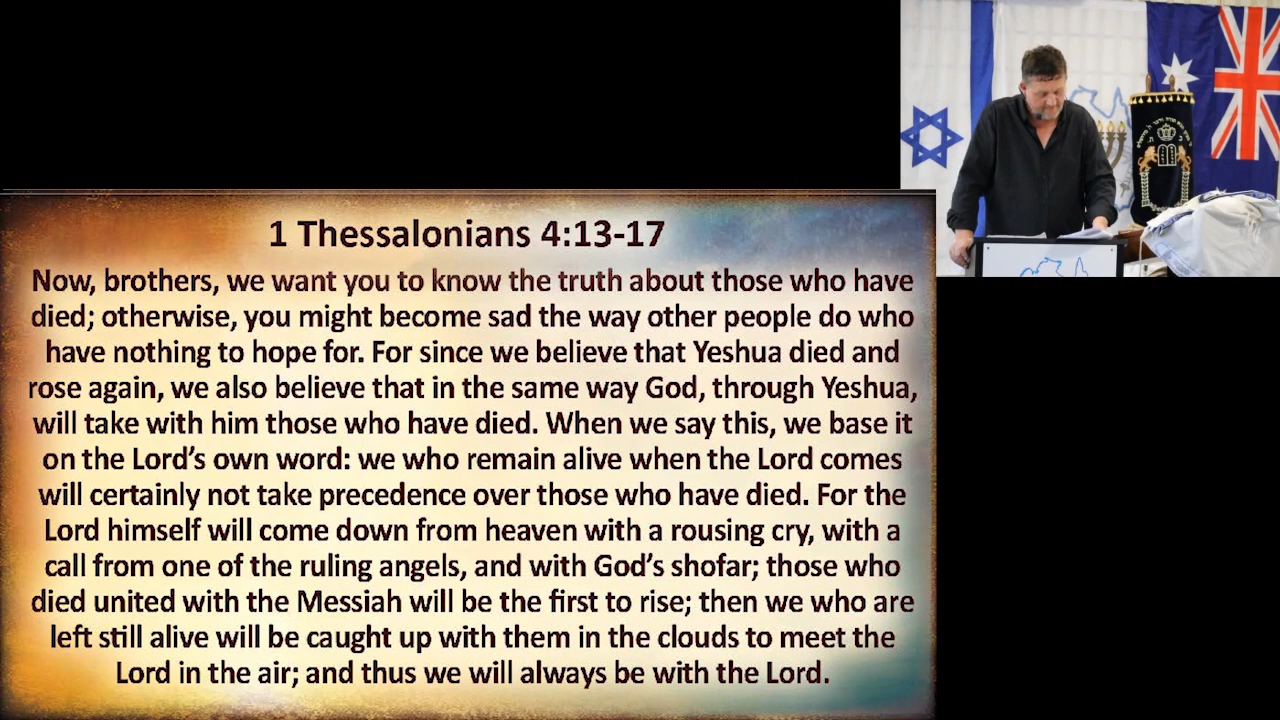 1 Thessalonians 4:13-17
Now, brothers, we want you to know the truth about those who have
died; otherwise, you might become sad the way other people do who
have nothing to hope for. For since we believe that Yeshua died and
rose again, we also believe that in the same way God, through Yeshua,
will take with him those who have died. When we say this, we base it
on the Lord's own word: we who remain alive when the Lord comes
will certainly not take precedence over those who have died. For the
Lord himself will come down from heaven with a rousing cry, with a
call from one of the ruling angels, and with God's shofar; those who
died united with the Messiah will be the first to rise; then we who are
left still alive will be caught up with them in the clouds to meet the
Lord in the air; and thus we will always be with the Lord.